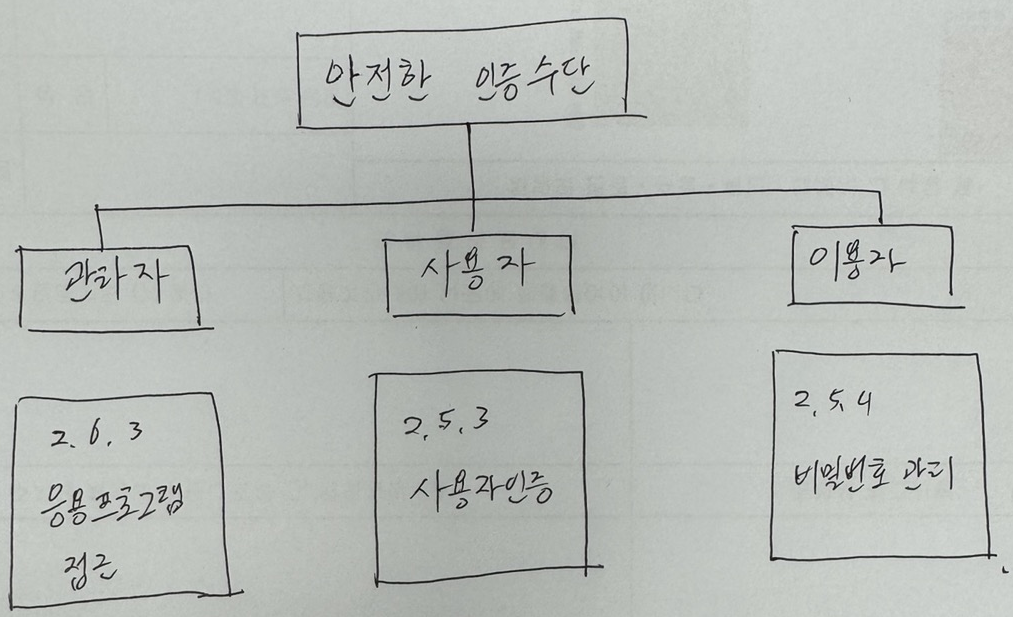 안전한 인증수단
관리자
사용자
이용자
2. 6. 3
응용프로그램
접근
2. 5. 3
사용자인증
2. 5. 4
비밀번호 관리